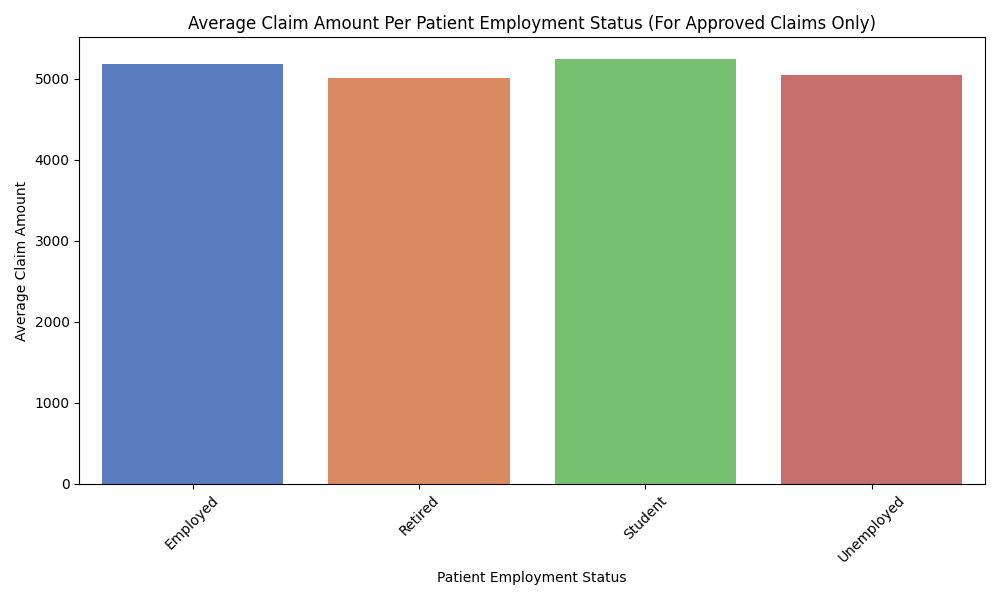 Average Claim Amount Per Patient Employment Status (For Approved Claims Only)
Average Claim Amount
5000
4000
3000
2000
1000
0
Employed
Retired
Student
Unemployed
Patient Employment Status